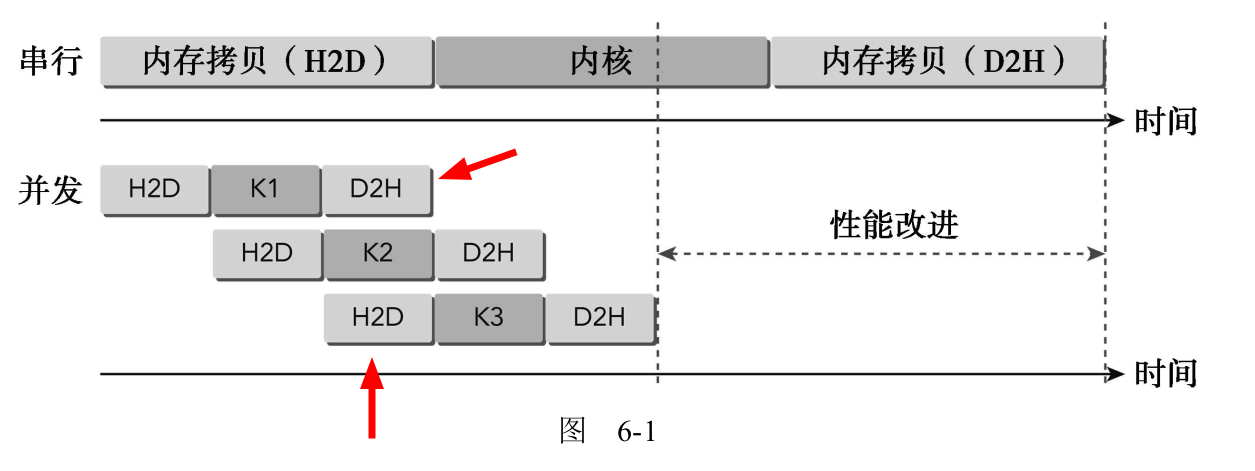 串行 内存拷贝（H2D） 内核 内存拷贝（D2H）
时间
并发 H2D K1 D2H
性能改进
H2D K2 D2H
H2D K3 D2H
时间
图 6-1